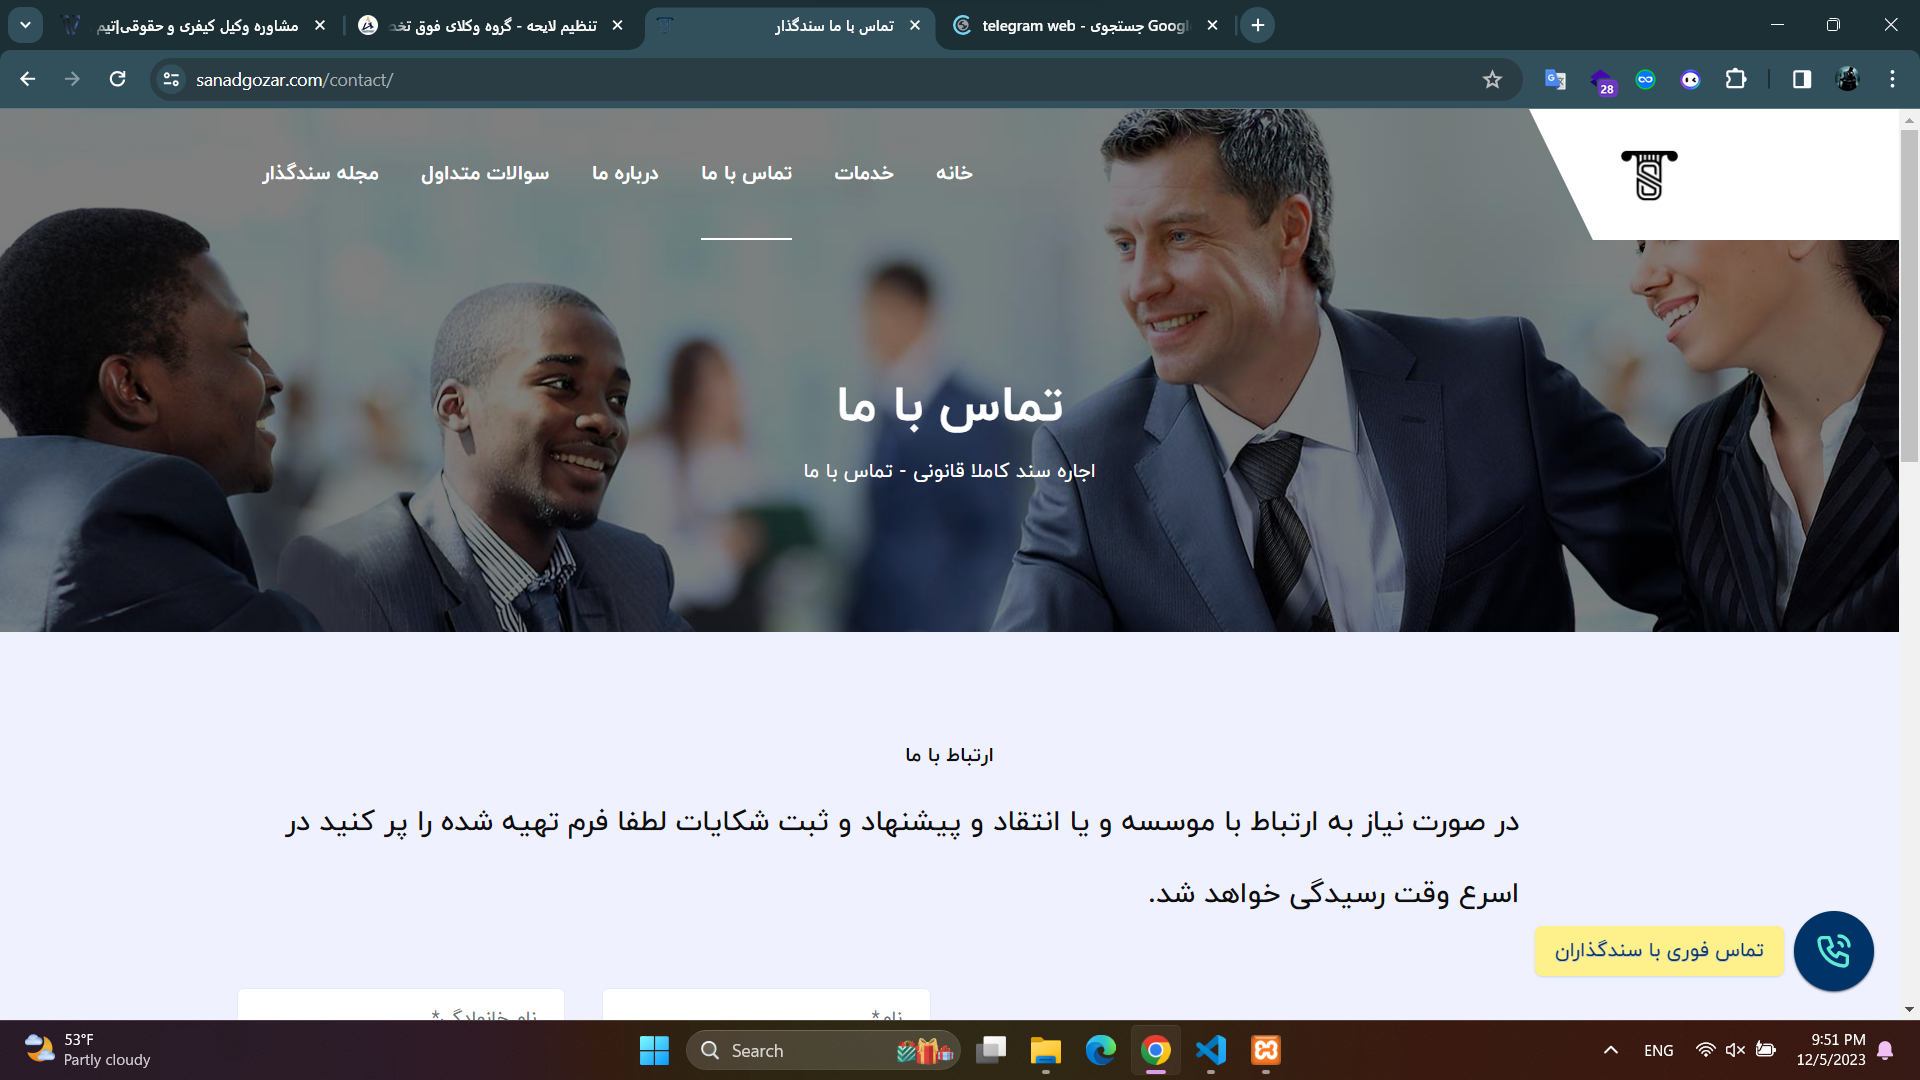 مشاوره وکیل کیفری و حقوقی|تیم
تنظیم لایحه - گروه وکلای فوق تخص
تماس با ما سندگذار
telegram web - جستجوی Googl
sanadgozar.com/contact/
28
خانه
خدمات
تماس با ما
درباره ما
سوالات متداول
مجله سندگذار
تماس با ما
اجاره سند کاملا قانونی - تماس با ما
ارتباط با ما
در صورت نیاز به ارتباط با موسسه و یا انتقاد و پیشنهاد و ثبت شکایات لطفا فرم تهیه شده را پر کنید در
اسرع وقت رسیدگی خواهد شد.
تماس فوری با سندگذاران
نام*
نام خانوادگی*
53°F
Partly cloudy
Search
ENG
9:51 PM
12/5/2023